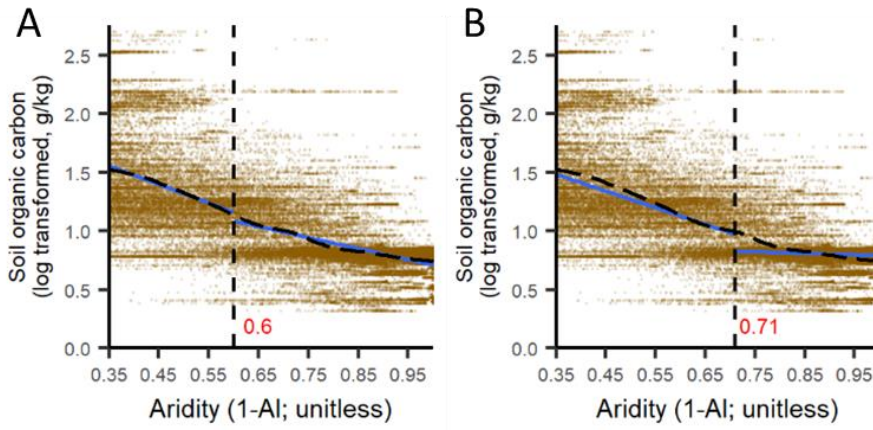 A
Soil organic carbon
(log transformed, g/kg)
2.5
2.0
1.5
1.0
0.5
0.0
0.6
0.35 0.45 0.55 0.65 0.75 0.85 0.95
Aridity (1-AI; unitless)
B
Soil organic carbon
(log transformed, g/kg)
2.5
2.0
1.5
1.0
0.5
0.0
0.71
0.35 0.45 0.55 0.65 0.75 0.85 0.95
Aridity (1-AI; unitless)